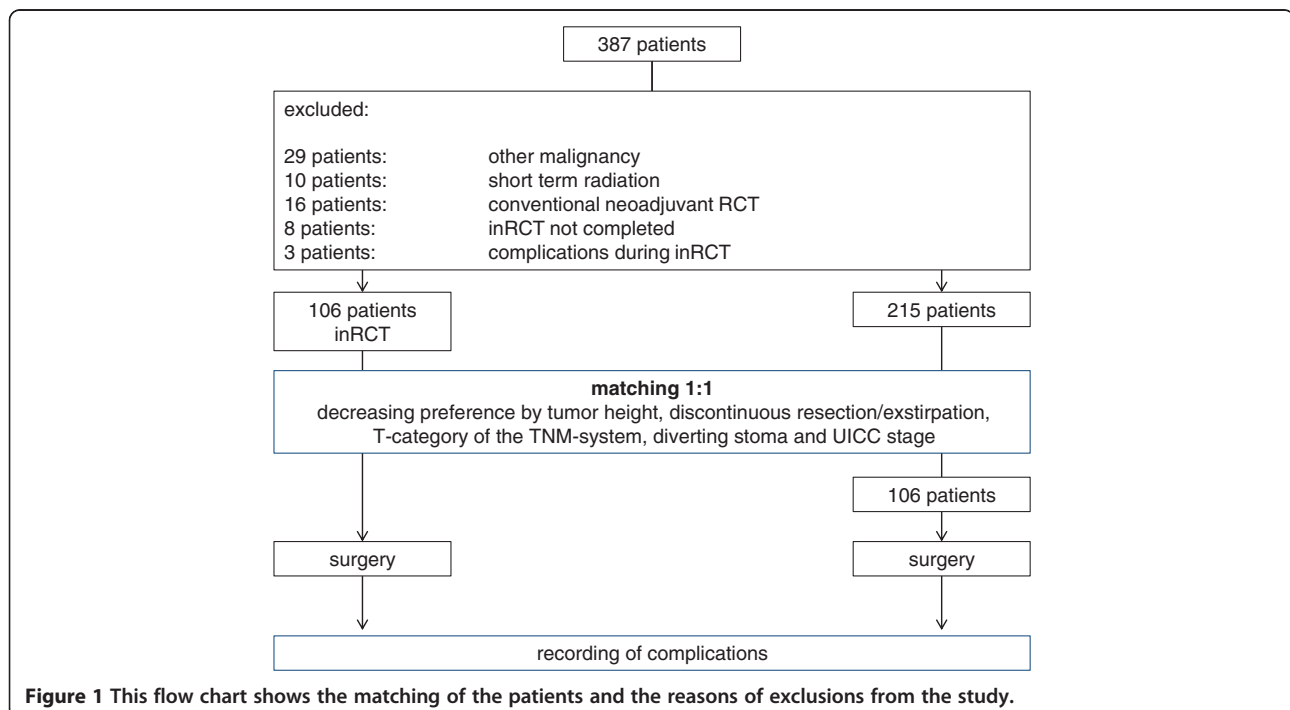 387 patients
excluded:
29 patients: other malignancy
10 patients: short term radiation
16 patients: conventional neoadjuvant RCT
8 patients: inRCT not completed
3 patients: complications during inRCT
106 patients
inRCT
215 patients
matching 1:1
decreasing preference by tumor height, discontinuous resection/exstirpation,
T-category of the TNM-system, diverting stoma and UICC stage
106 patients
surgery
surgery
recording of complications
Figure 1 This flow chart shows the matching of the patients and the reasons of exclusions from the study.